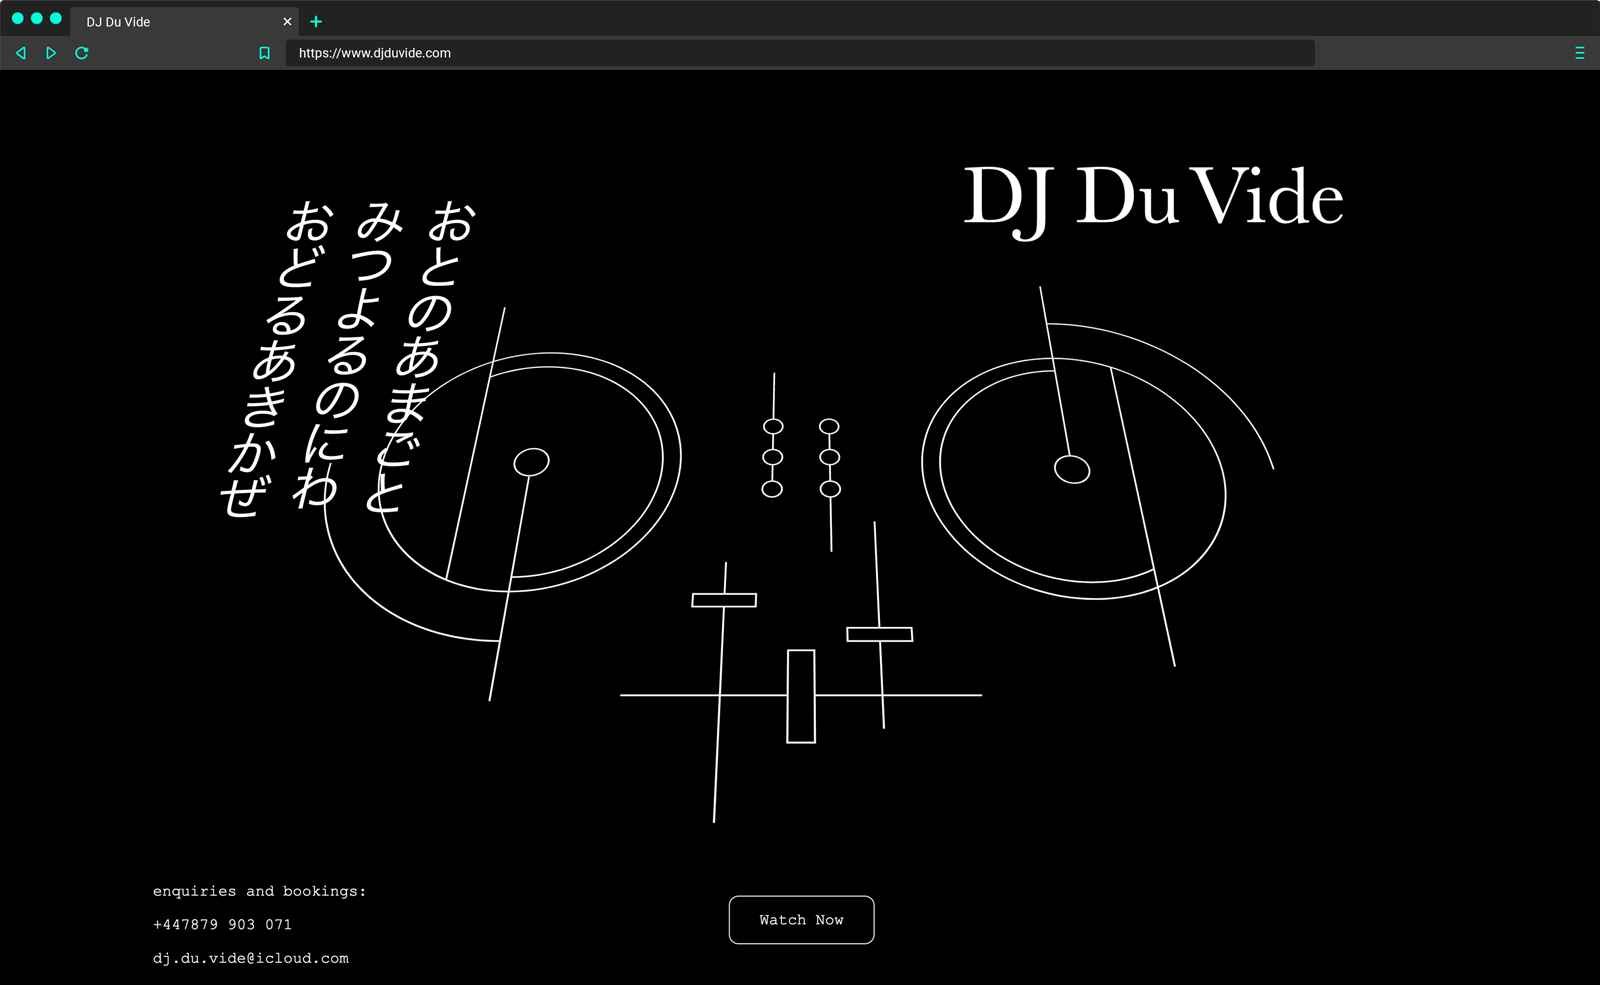 DJ Du Vide
https://www.djduvide.com
DJ Du Vide
おとのあまごと
みつよるのにわ
おどるあきかぜ
enquiries and bookings:
+447879 903 071
dj.du.vide@icloud.com
Watch Now